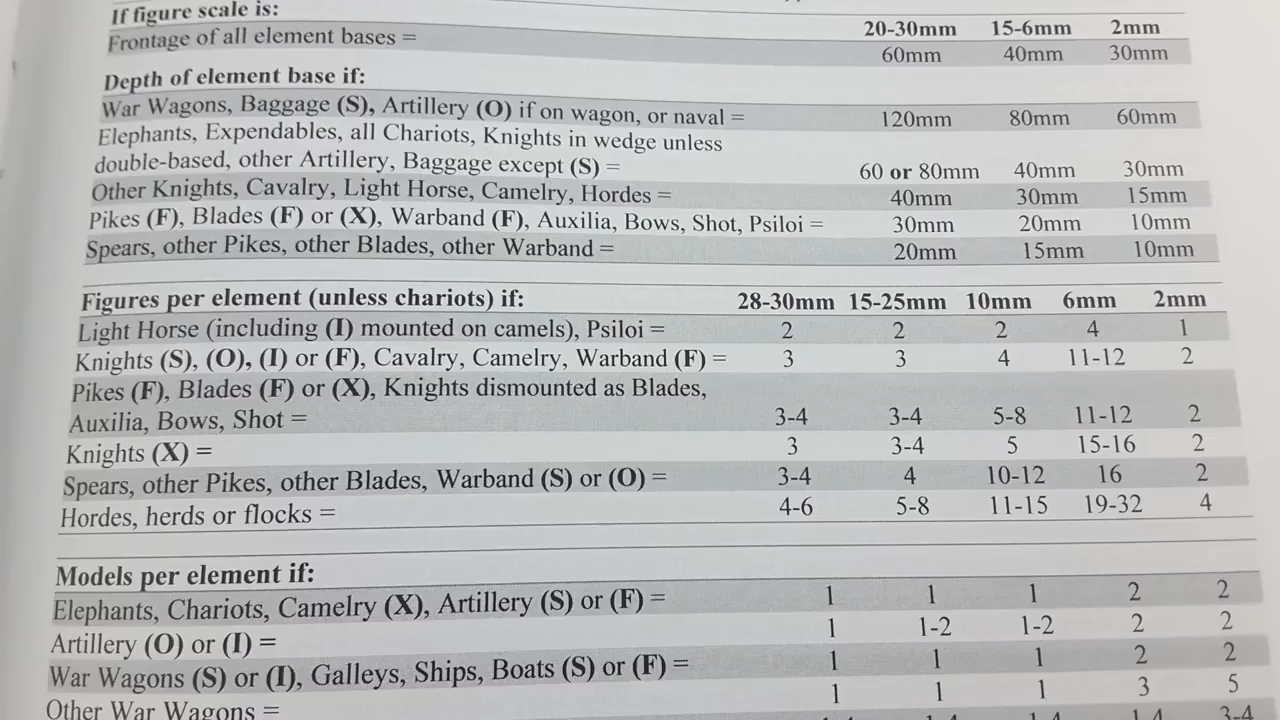 If figure scale is: 20-30mm 15-6mm 2mm
Frontage of all element bases = 60mm 40mm 30mm
Depth of element base if:
War Wagons, Baggage (S), Artillery (O) if on wagon, or naval = 120mm 80mm 60mm
Elephants, Expendables, all Chariots, Knights in wedge unless
double-based, other Artillery, Baggage except (S) = 60 or 80mm 40mm 30mm
Other Knights, Cavalry, Light Horse, Camelry, Hordes = 40mm 30mm 15mm
Pikes (F), Blades (F) or (X), Warband (F), Auxilia, Bows, Shot, Psiloi = 30mm 20mm 10mm
Spears, other Pikes, other Blades, other Warband = 20mm 15mm 10mm
Figures per element (unless chariots) if: 28-30mm 15-25mm 10mm 6mm 2mm
Light Horse (including (I) mounted on camels), Psiloi = 2 2 2 4 1
Knights (S), (O), (I) or (F), Cavalry, Camelry, Warband (F) = 3 3 4 11-12 2
Pikes (F), Blades (F) or (X), Knights dismounted as Blades,
Auxilia, Bows, Shot = 3-4 3-4 5-8 11-12 2
Knights (X) = 3 3-4 5 15-16 2
Spears, other Pikes, other Blades, Warband (S) or (O) = 3-4 4 10-12 16 2
Hordes, herds or flocks = 4-6 5-8 11-15 19-32 4
Models per element if:
Elephants, Chariots, Camelry (X), Artillery (S) or (F) = 1 1 1 2 2
Artillery (O) or (I) = 1 1-2 1-2 2 2
War Wagons (S) or (I), Galleys, Ships, Boats (S) or (F) = 1 1 1 2 2
Other War Wagons = 1 1 1 3 5
1-4 1-4 1-4 3-4